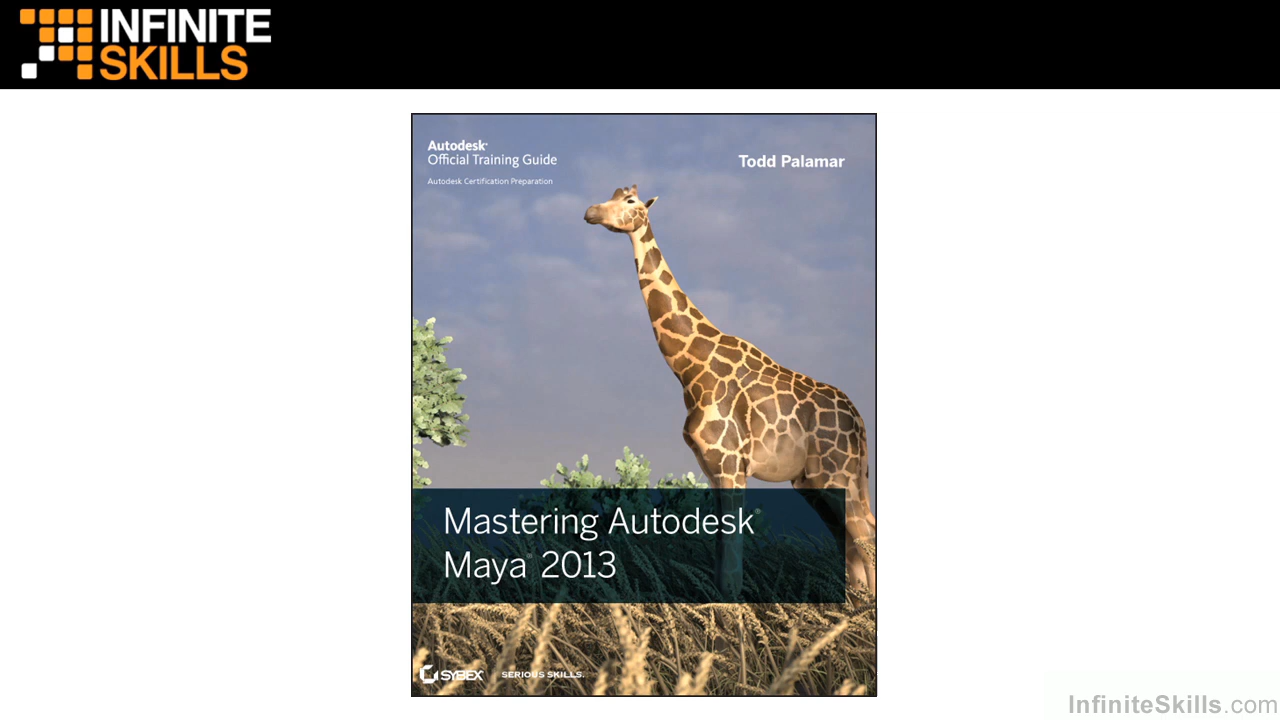 INFINITE
SKILLS
Autodesk®
Official Training Guide
Autodesk Certification Preparation
Todd Palamar
Mastering Autodesk®
Maya® 2013
SYBEX
SERIOUS SKILLS.
InfiniteSkills.com